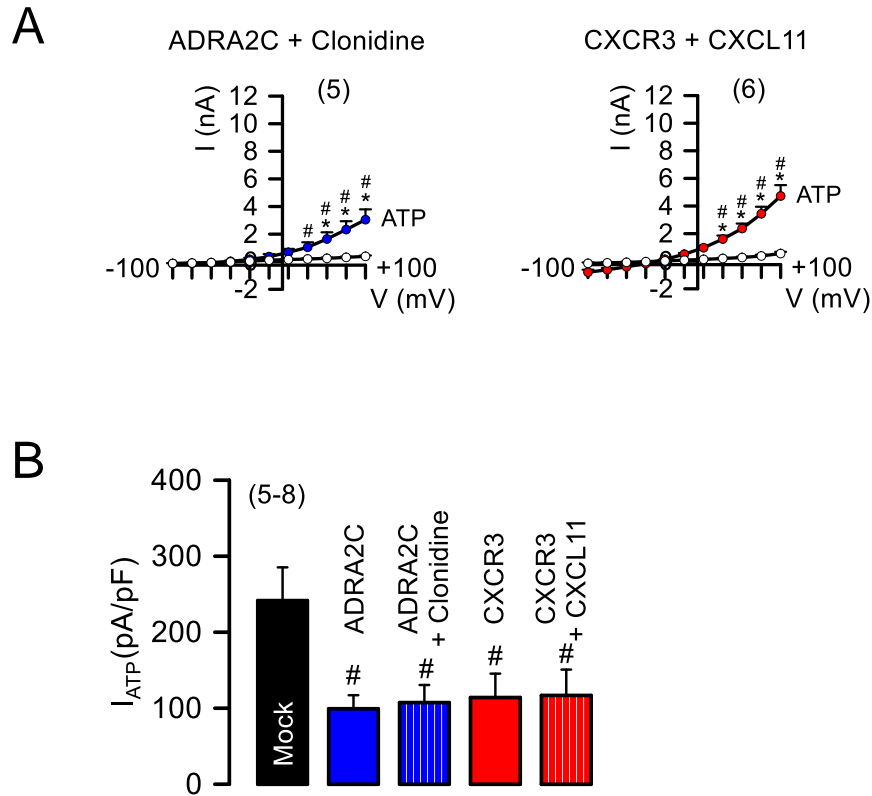 A
ADRA2C + Clonidine
CXCR3 + CXCL11
(5)
I (nA)
12
10
8
6
4
2
-2
#
#
*
#
*
#
*
ATP
-100
+100
V (mV)
(6)
I (nA)
12
10
8
6
4
2
-2
#
*
#
*
#
*
#
*
ATP
-100
+100
V (mV)
B
I_ATP(pA/pF)
400
300
200
100
0
(5-8)
Mock
ADRA2C
#
ADRA2C
+ Clonidine
#
CXCR3
#
CXCR3
+ CXCL11
#